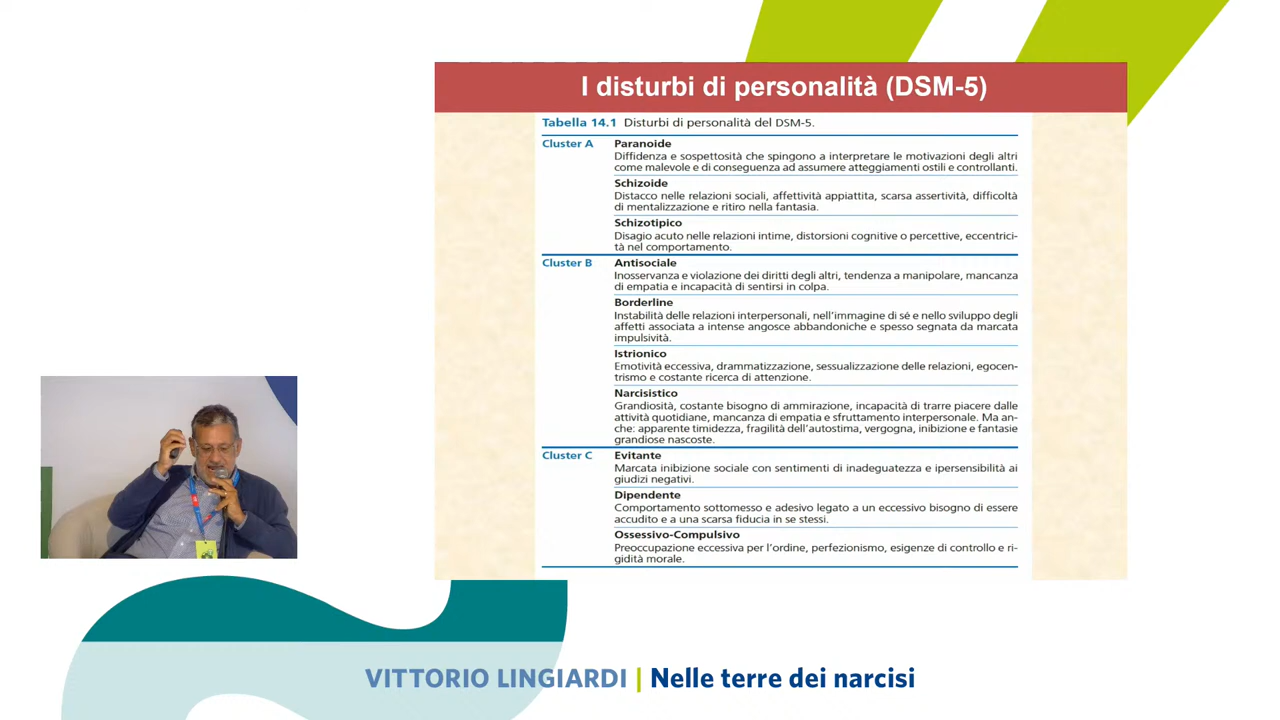 I disturbi di personalità (DSM-5)
Tabella 14.1 Disturbi di personalità del DSM-5.
Cluster A Paranoide
Diffidenza e sospettosità che spingono a interpretare le motivazioni degli altri
come malevole e di conseguenza ad assumere atteggiamenti ostili e controllanti.
Schizoide
Distacco nelle relazioni sociali, affettività appiattita, scarsa assertività, difficoltà
di mentalizzazione e ritiro nella fantasia.
Schizotipico
Disagio acuto nelle relazioni intime, distorsioni cognitive o percettive, eccentrici-
tà nel comportamento.
Cluster B Antisociale
Inosservanza e violazione dei diritti degli altri, tendenza a manipolare, mancanza
di empatia e incapacità di sentirsi in colpa.
Borderline
Instabilità delle relazioni interpersonali, nell'immagine di sé e nello sviluppo degli
affetti associata a intense angosce abbandoniche e spesso segnata da marcata
impulsività.
Istrionico
Emotività eccessiva, drammatizzazione, sessualizzazione delle relazioni, egocen-
trismo e costante ricerca di attenzione.
Narcisistico
Grandiosità, costante bisogno di ammirazione, incapacità di trarre piacere dalle
attività quotidiane, mancanza di empatia e sfruttamento interpersonale. Ma an-
che: apparente timidezza, fragilità dell'autostima, vergogna, inibizione e fantasie
grandiose nascoste.
Cluster C Evitante
Marcata inibizione sociale con sentimenti di inadeguatezza e ipersensibilità ai
giudizi negativi.
Dipendente
Comportamento sottomesso e adesivo legato a un eccessivo bisogno di essere
accudito e a una scarsa fiducia in se stessi.
Ossessivo-Compulsivo
Preoccupazione eccessiva per l'ordine, perfezionismo, esigenze di controllo e ri-
gidità morale.
VITTORIO LINGIARDI | Nelle terre dei narcisi